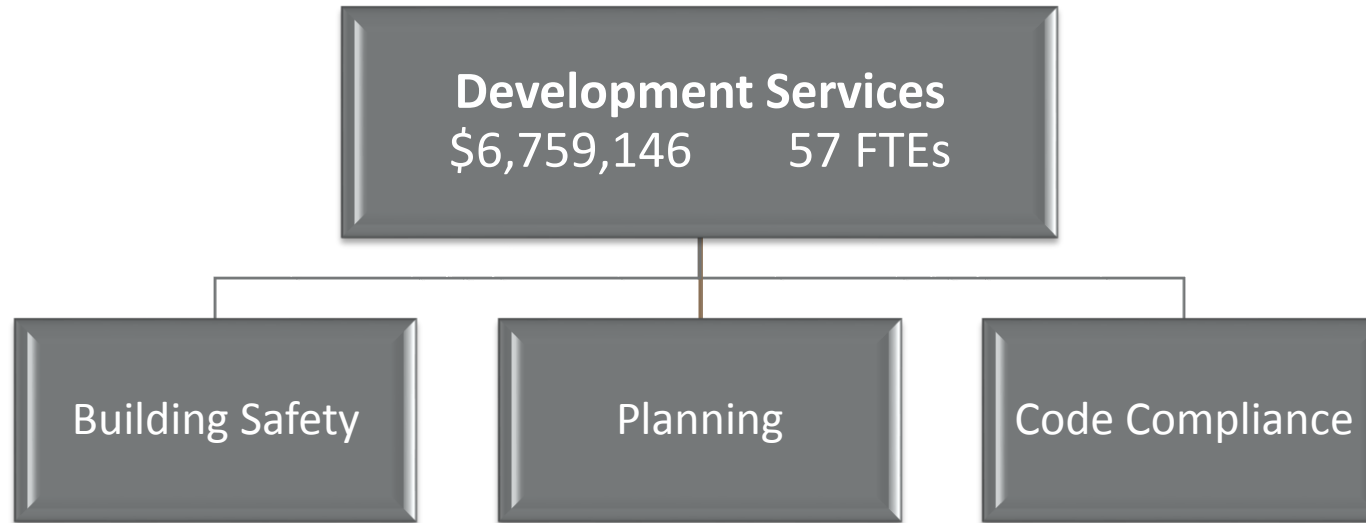 Development Services
$6,759,146 57 FTEs
Building Safety
Planning
Code Compliance